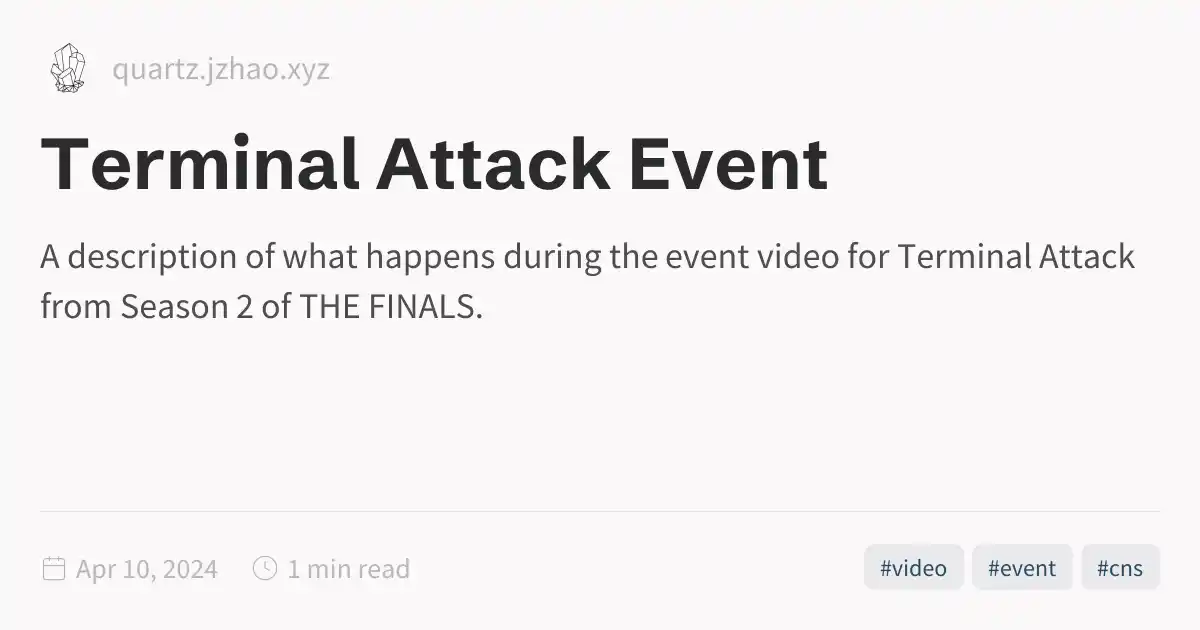 quartz.jzhao.xyz
Terminal Attack Event
A description of what happens during the event video for Terminal Attack
from Season 2 of THE FINALS.
Apr 10, 2024 1 min read #video #event #cns